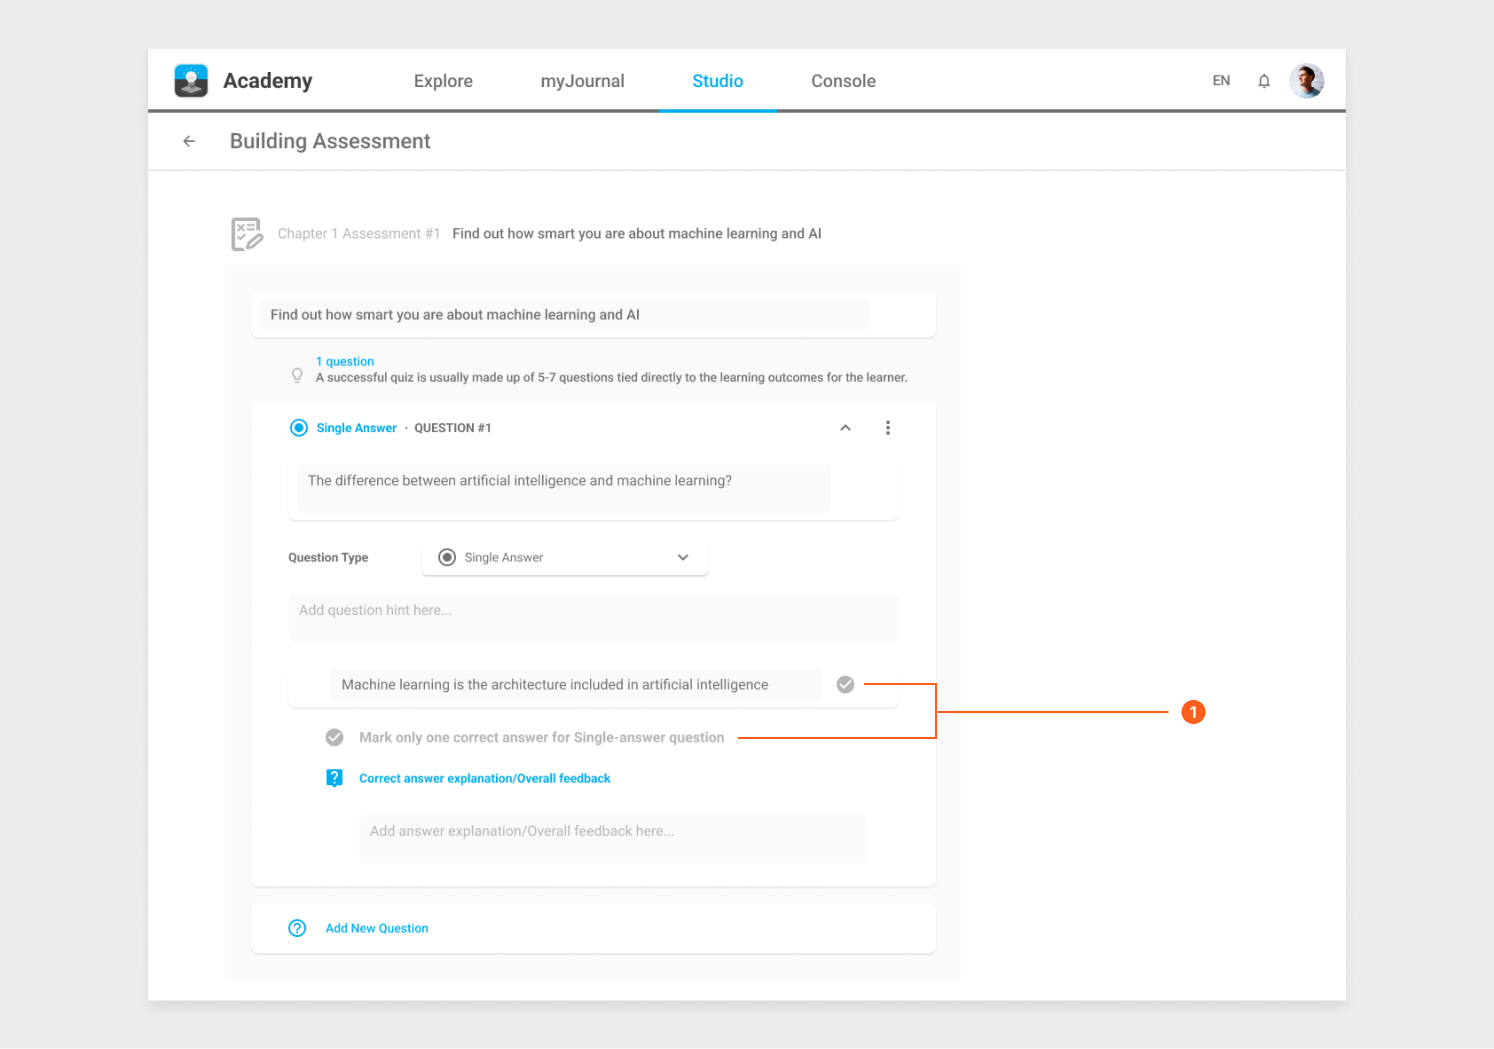 Academy Explore myJournal Studio Console EN
Building Assessment
Chapter 1 Assessment #1 Find out how smart you are about machine learning and AI
Find out how smart you are about machine learning and AI
1 question
A successful quiz is usually made up of 5-7 questions tied directly to the learning outcomes for the learner.
Single Answer · QUESTION #1
The difference between artificial intelligence and machine learning?
Question Type Single Answer
Add question hint here...
Machine learning is the architecture included in artificial intelligence
1
Mark only one correct answer for Single-answer question
Correct answer explanation/Overall feedback
Add answer explanation/Overall feedback here...
Add New Question